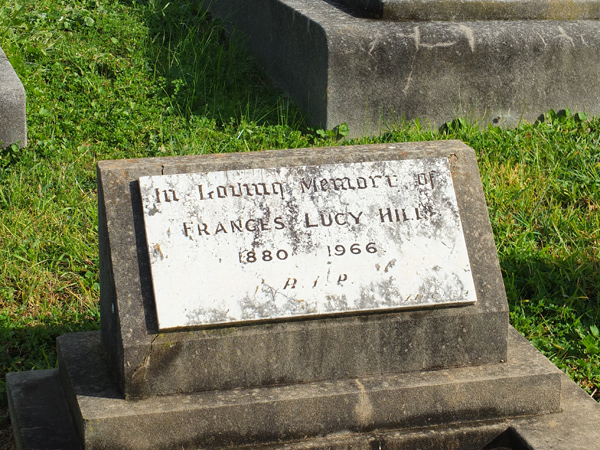 In Loving Memory of
FRANCES LUCY HILL
1880 1966
R.I.P.